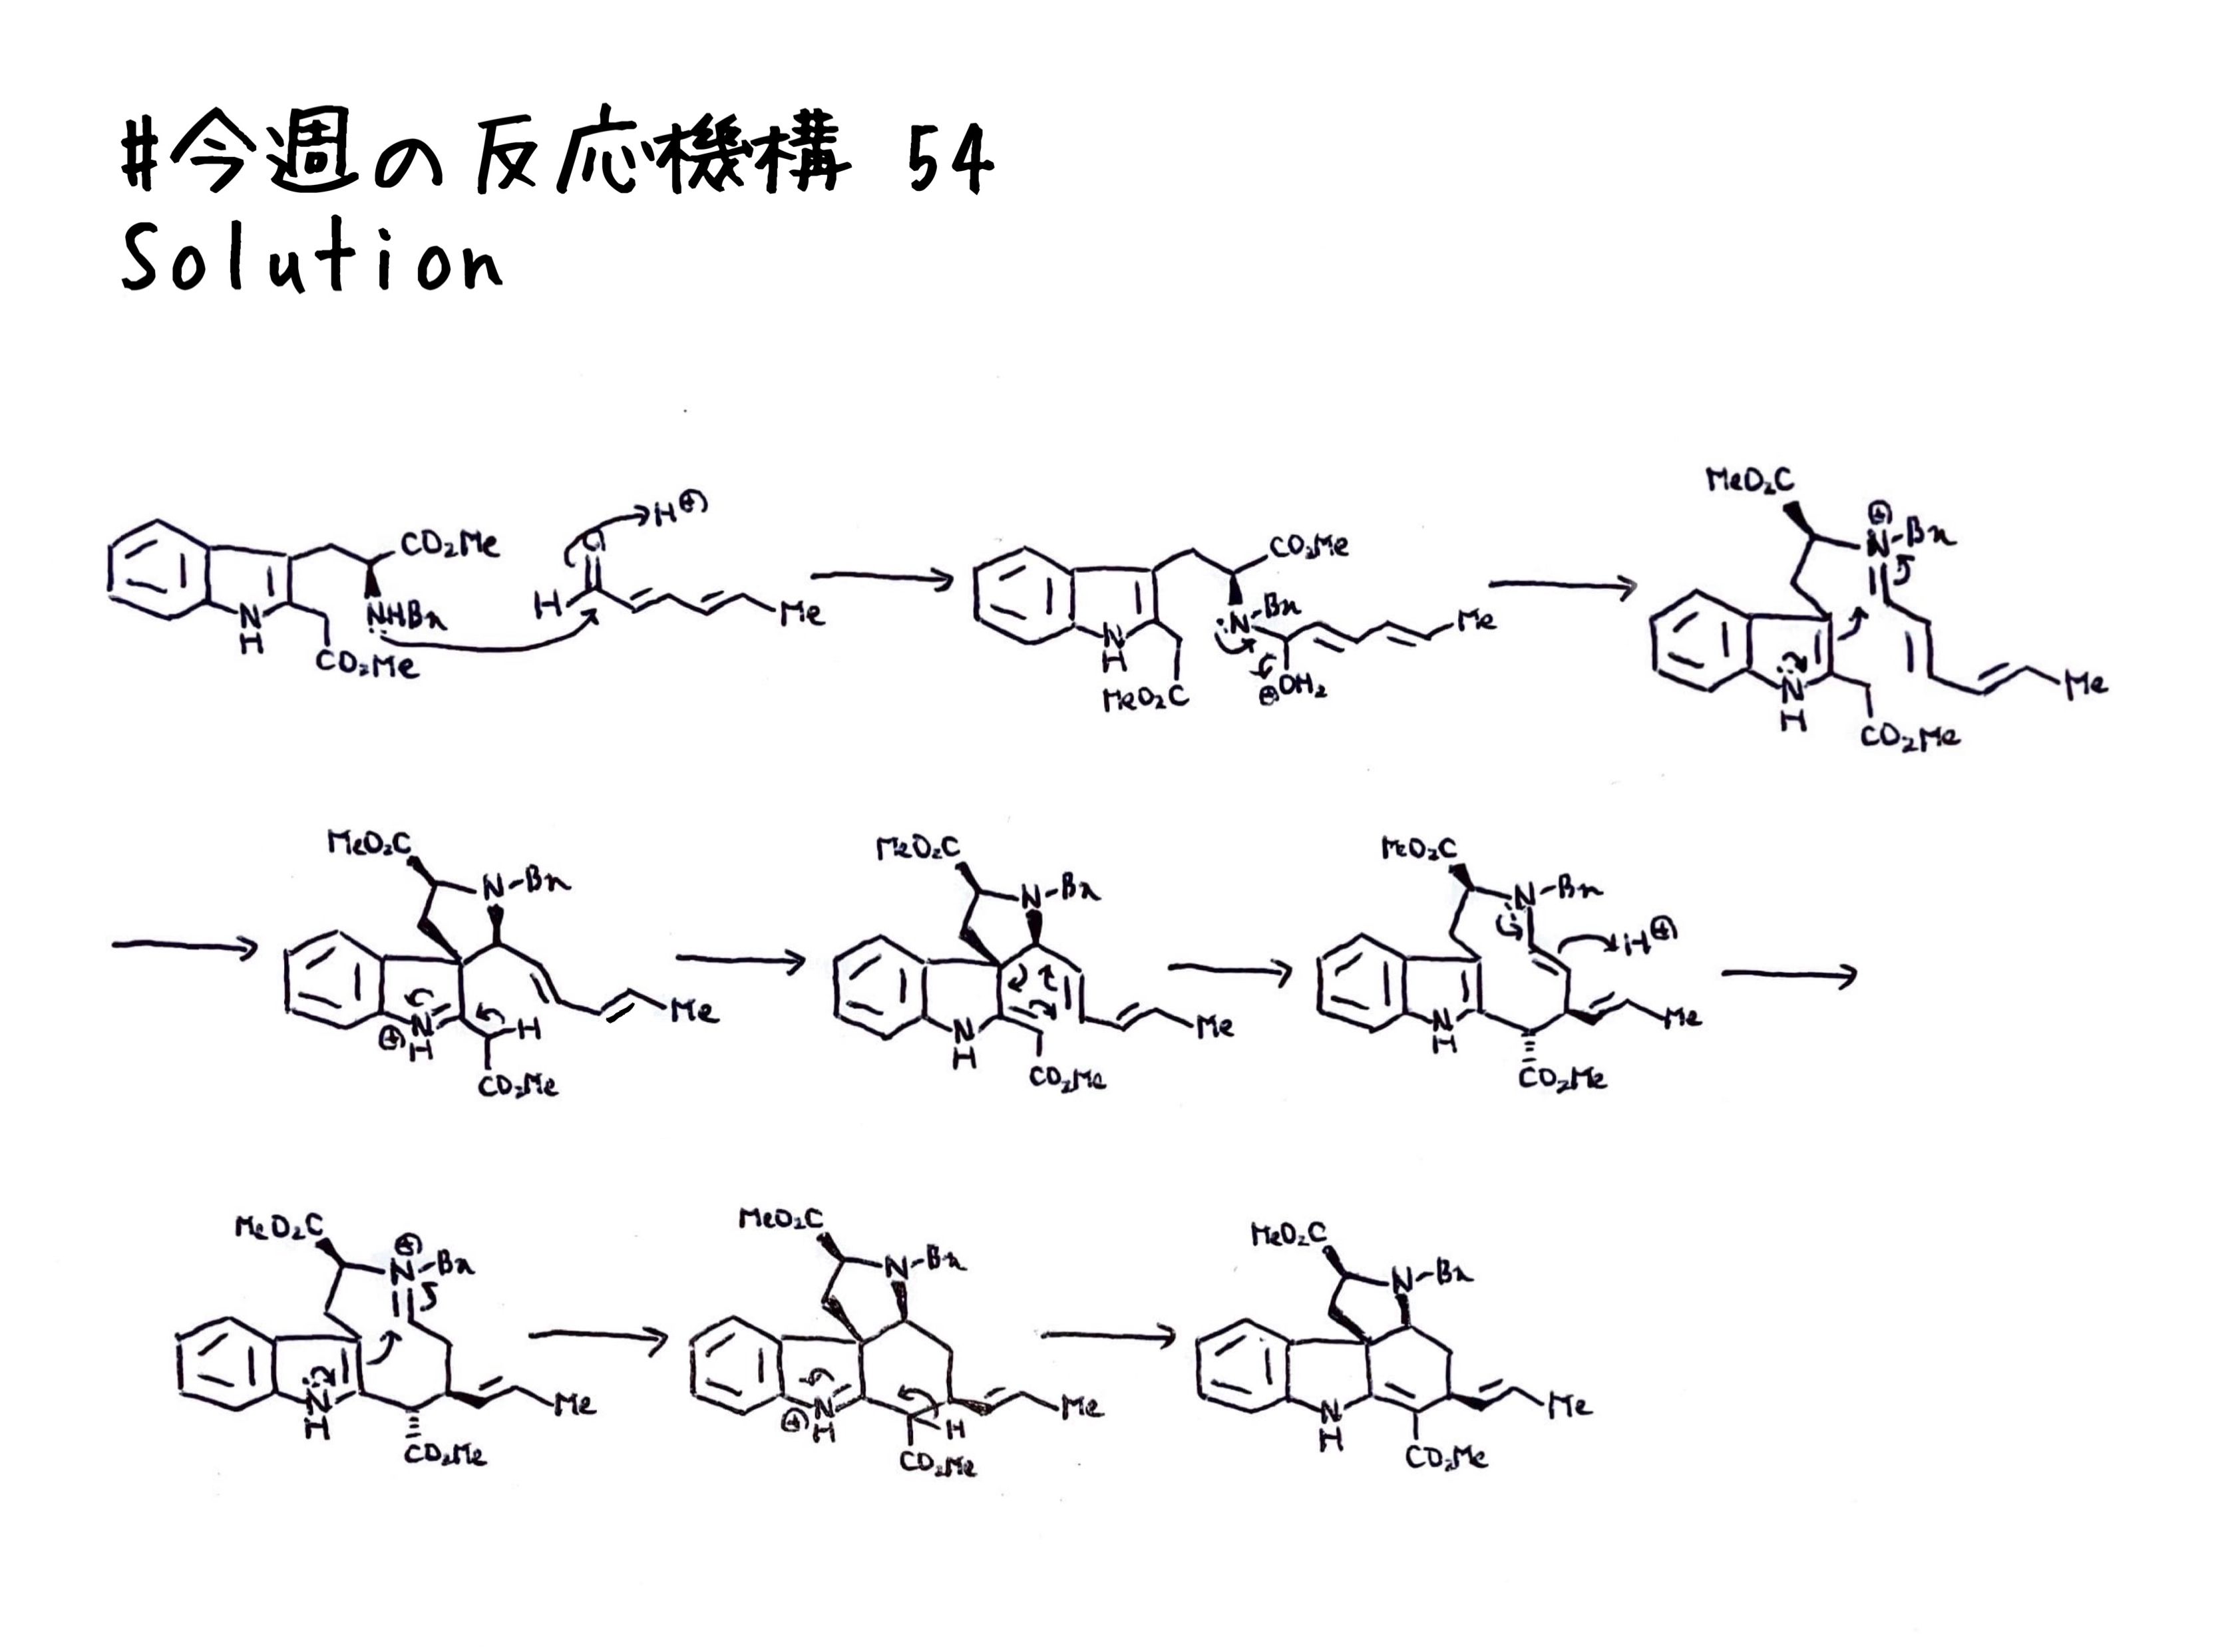 #今週の反応機構 54
Solution
CO₂Me
NHBn
N
H
CO₂Me
O
H⊕
H
Me
CO₂Me
N-Bn
N
H
MeO₂C
⊕OH₂
Me
MeO₂C
⊕
N-Bn
N
H
CO₂Me
Me
MeO₂C
N-Bn
⊕N
H
H
CO₂Me
Me
MeO₂C
N-Bn
N
H
CO₂Me
Me
MeO₂C
N-Bn
H⊕
N
H
CO₂Me
Me
MeO₂C
⊕
N-Bn
N
H
CO₂Me
Me
MeO₂C
N-Bn
⊕N
H
H
CO₂Me
Me
MeO₂C
N-Bn
N
H
CO₂Me
Me